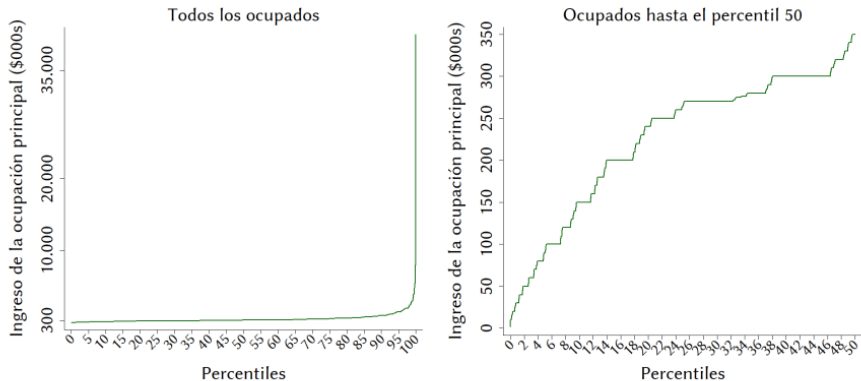 Todos los ocupados
Ingreso de la ocupación principal ($000s)
35.000
20.000
10.000
300
0 5 10 15 20 25 30 35 40 45 50 55 60 65 70 75 80 85 90 95 100
Percentiles
Ocupados hasta el percentil 50
Ingreso de la ocupación principal ($000s)
350
300
250
200
150
100
50
0
0 2 4 6 8 10 12 14 16 18 20 22 24 26 28 30 32 34 36 38 40 42 44 46 48 50
Percentiles